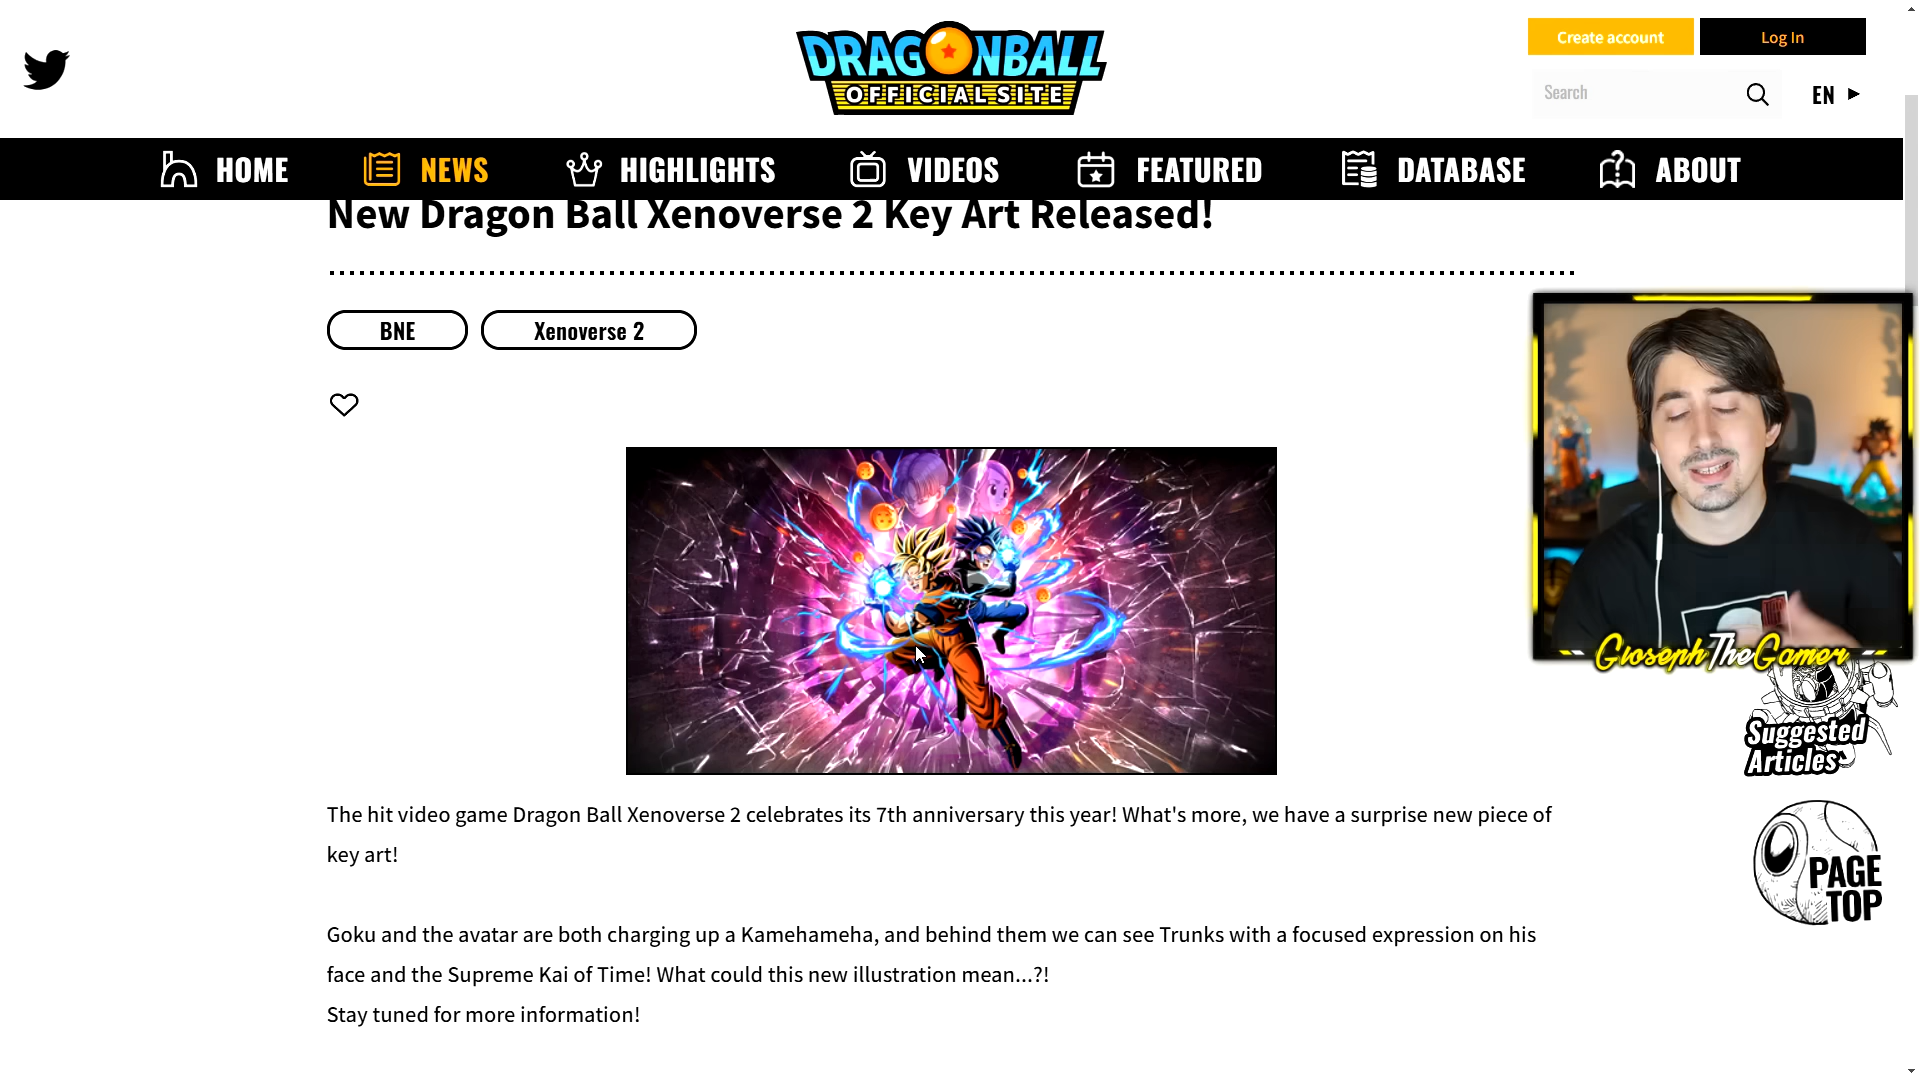 DRAGONBALL
OFFICIAL SITE
Create account
Log In
Search
EN
HOME
NEWS
HIGHLIGHTS
VIDEOS
FEATURED
DATABASE
ABOUT
New Dragon Ball Xenoverse 2 Key Art Released!
BNE
Xenoverse 2
GiosephTheGamer
The hit video game Dragon Ball Xenoverse 2 celebrates its 7th anniversary this year! What's more, we have a surprise new piece of
key art!
Goku and the avatar are both charging up a Kamehameha, and behind them we can see Trunks with a focused expression on his
face and the Supreme Kai of Time! What could this new illustration mean...?!
Stay tuned for more information!
Suggested
Articles
PAGE
TOP